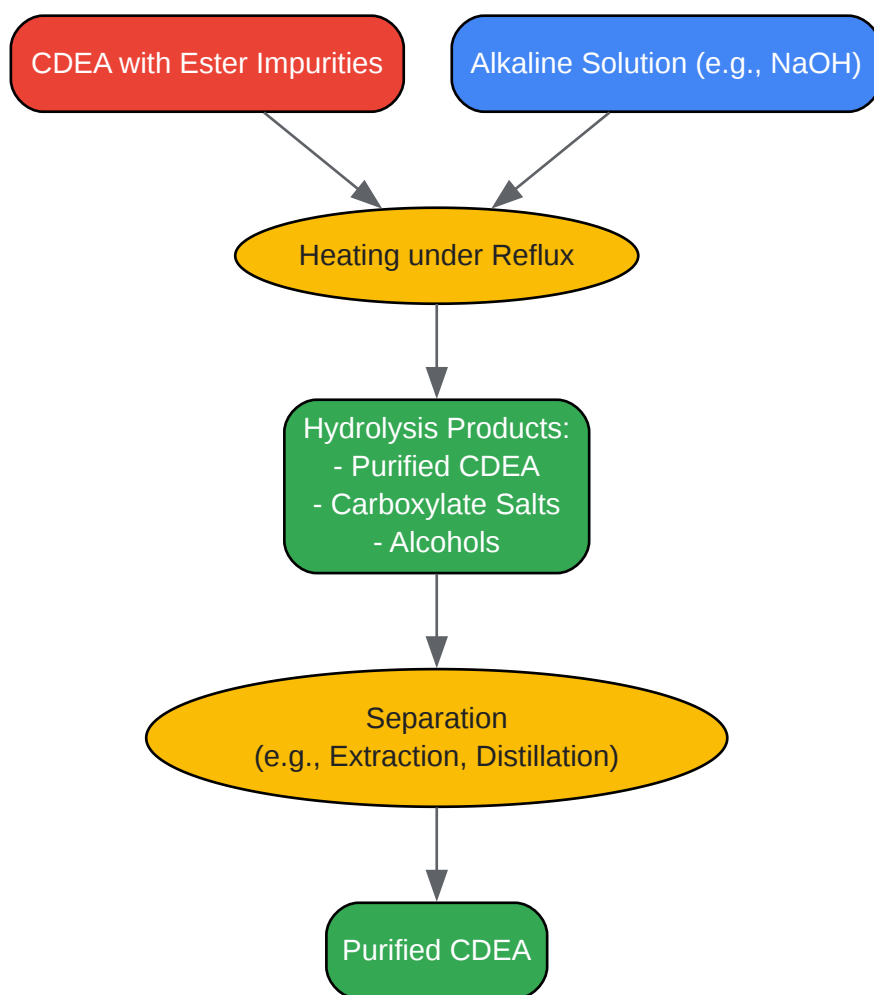 CDEA with Ester Impurities
Alkaline Solution (e.g., NaOH)
Heating under Reflux
Hydrolysis Products:
- Purified CDEA
- Carboxylate Salts
- Alcohols
Separation
(e.g., Extraction, Distillation)
Purified CDEA